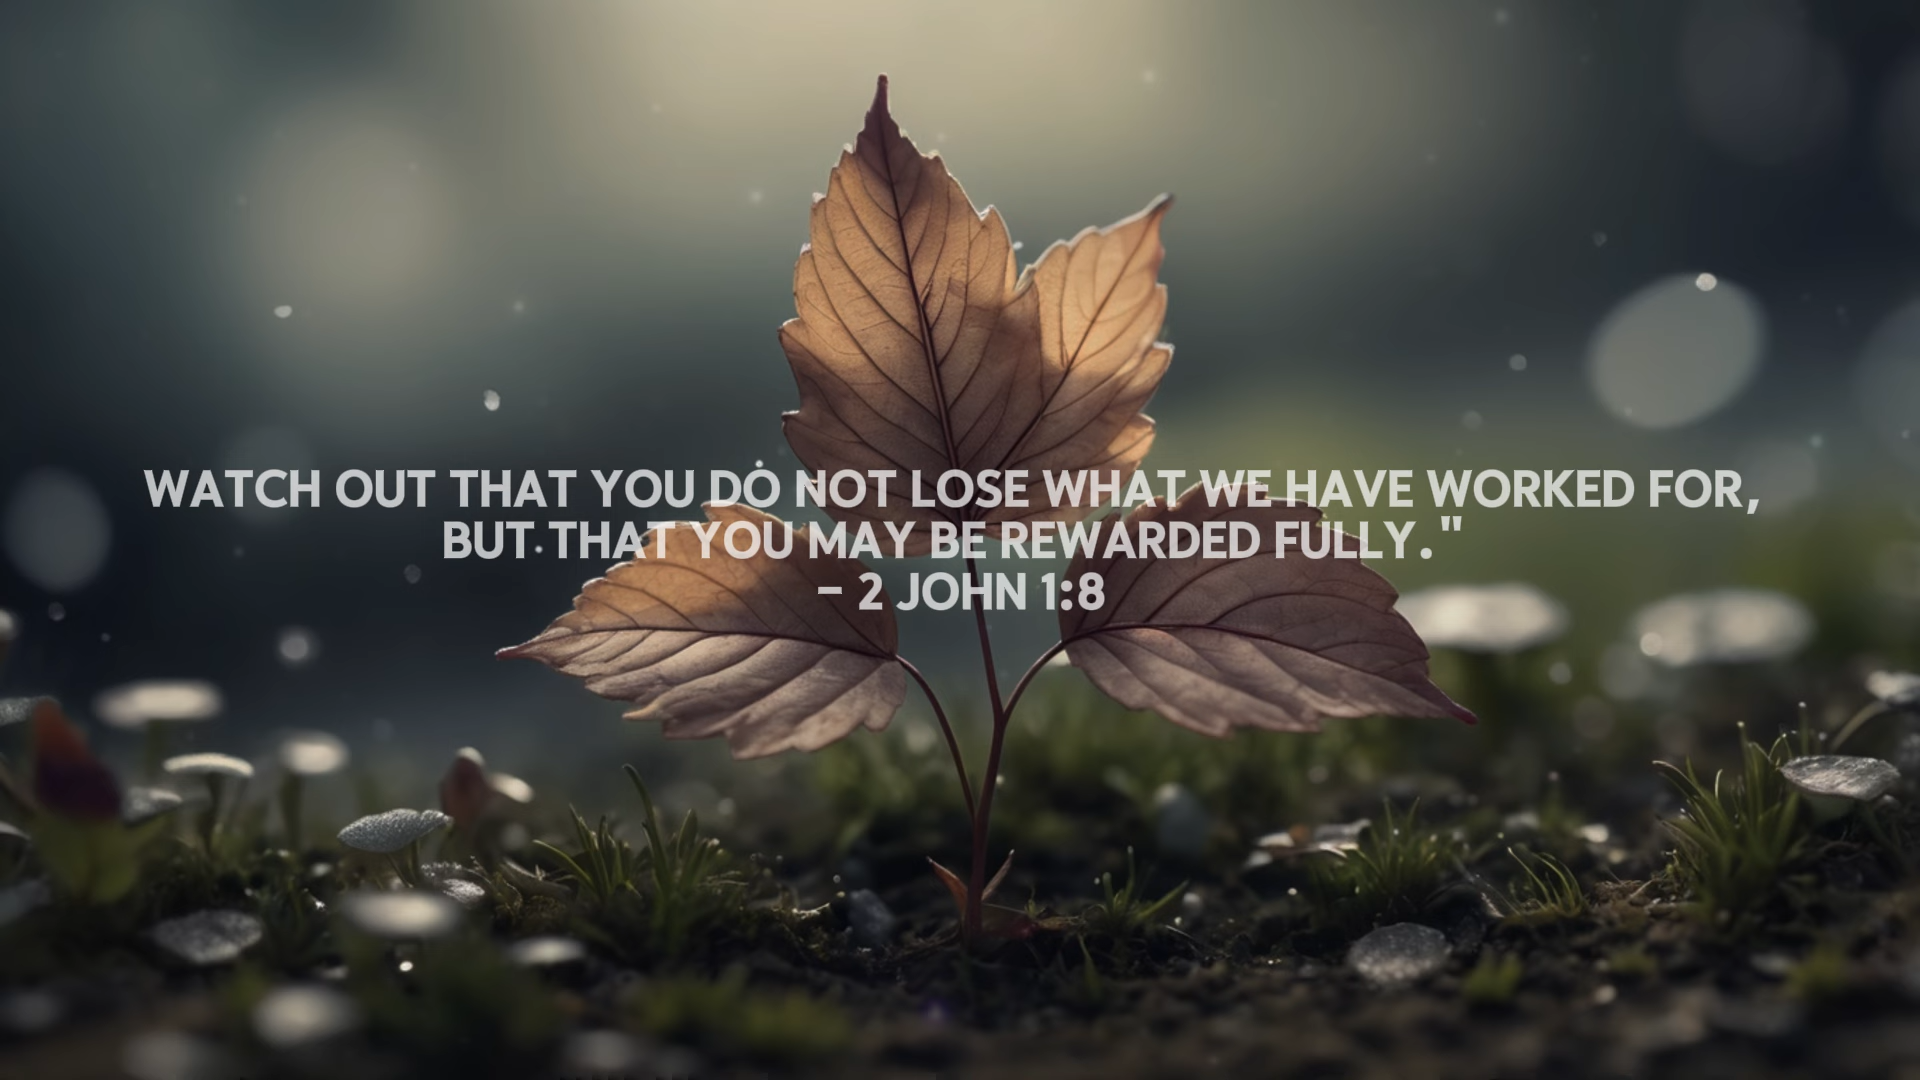 WATCH OUT THAT YOU DO NOT LOSE WHAT WE HAVE WORKED FOR,
BUT THAT YOU MAY BE REWARDED FULLY."
- 2 JOHN 1:8